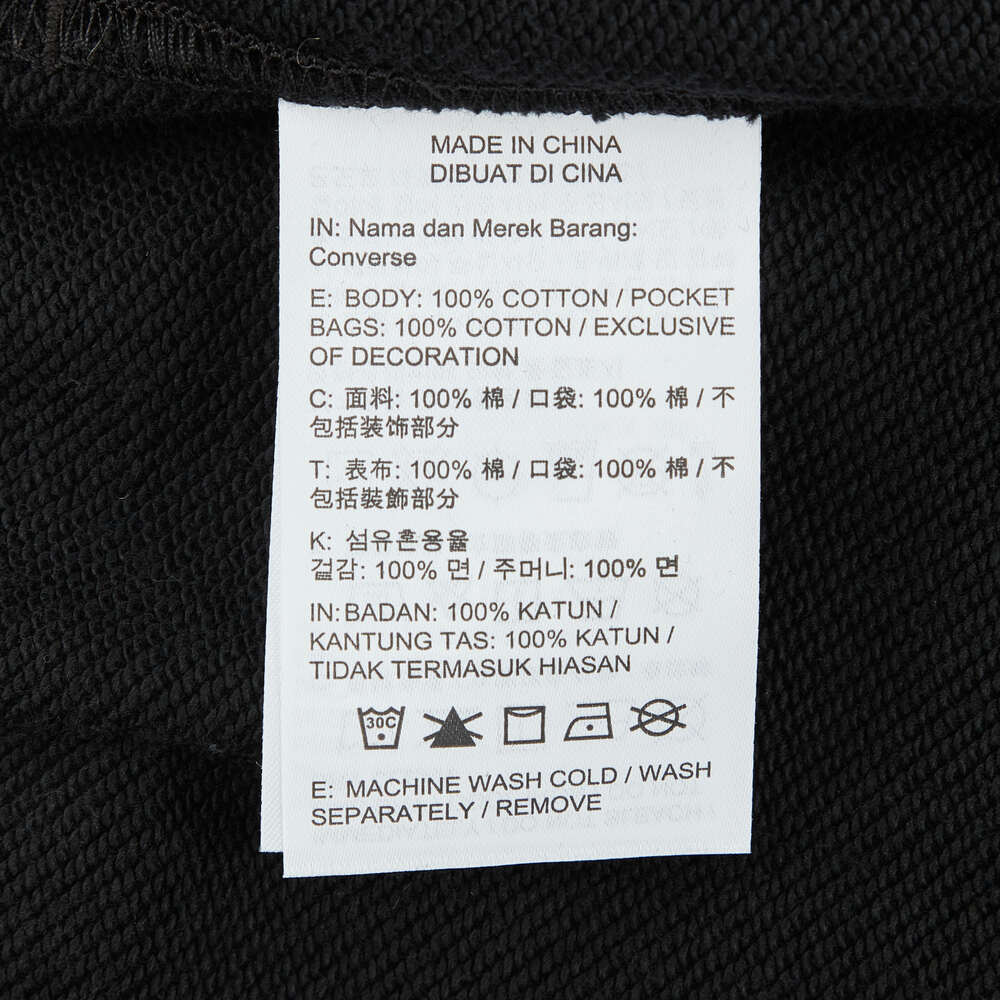 MADE IN CHINA
DIBUAT DI CINA
IN: Nama dan Merek Barang:
Converse
E: BODY: 100% COTTON / POCKET
BAGS: 100% COTTON / EXCLUSIVE
OF DECORATION
C: 面料: 100% 棉 / 口袋: 100% 棉 / 不
包括装饰部分
T: 表布: 100% 棉 / 口袋: 100% 棉 / 不
包括裝飾部分
K: 섬유혼용율
겉감: 100% 면 / 주머니: 100% 면
IN: BADAN: 100% KATUN /
KANTUNG TAS: 100% KATUN /
TIDAK TERMASUK HIASAN
30C
E: MACHINE WASH COLD / WASH
SEPARATELY / REMOVE